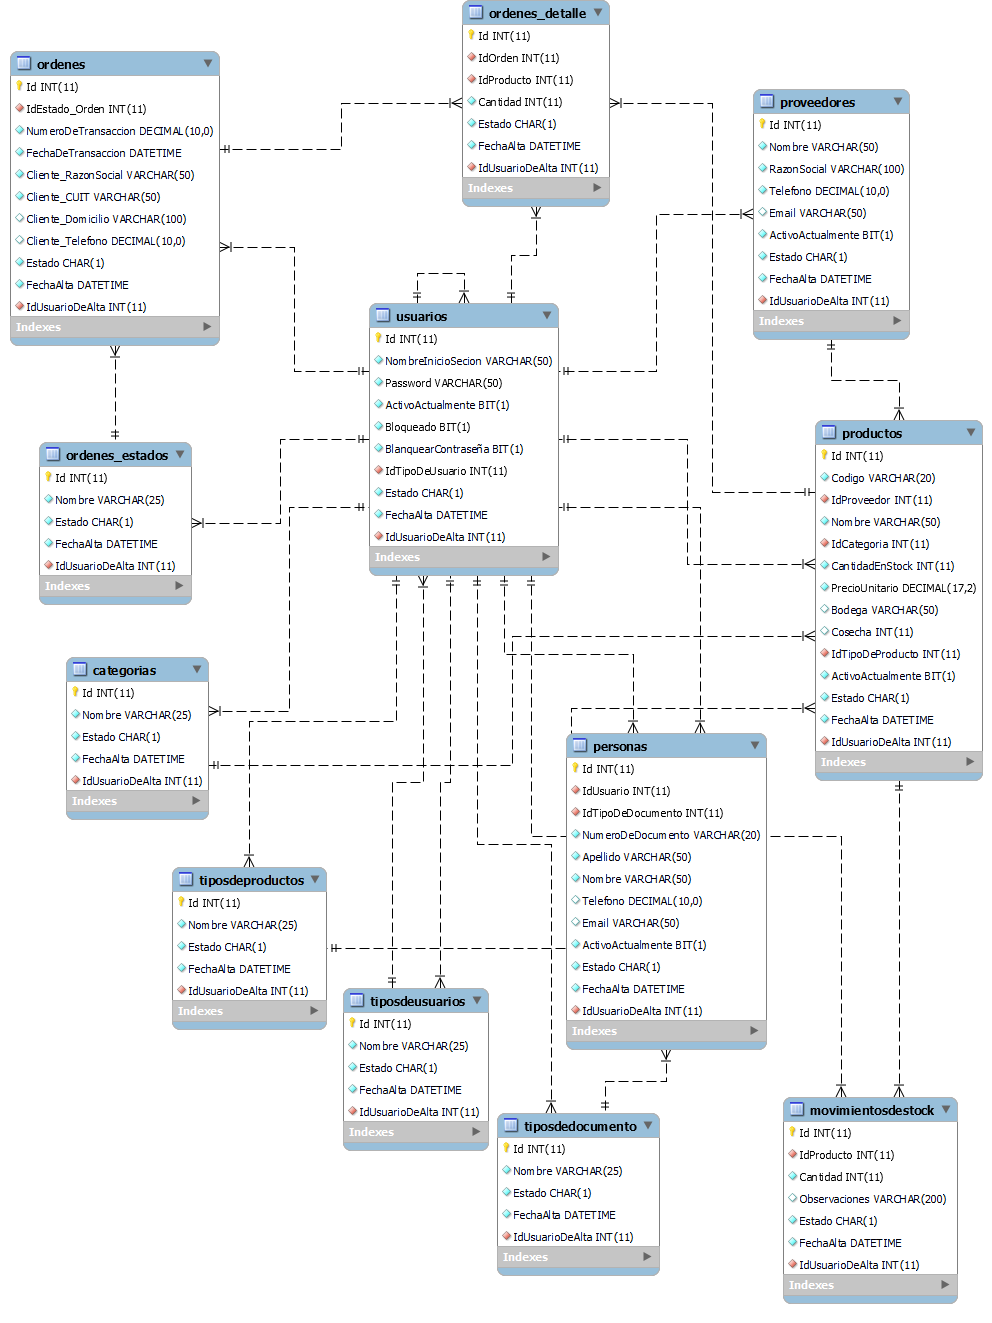 ordenes_detalle
Id INT(11)
IdOrden INT(11)
IdProducto INT(11)
Cantidad INT(11)
Estado CHAR(1)
FechaAlta DATETIME
IdUsuarioDeAlta INT(11)
Indexes
ordenes
Id INT(11)
IdEstado_Orden INT(11)
NumeroDeTransaccion DECIMAL(10,0)
FechaDeTransaccion DATETIME
Cliente_RazonSocial VARCHAR(50)
Cliente_CUIT VARCHAR(50)
Cliente_Domicilio VARCHAR(100)
Cliente_Telefono DECIMAL(10,0)
Estado CHAR(1)
FechaAlta DATETIME
IdUsuarioDeAlta INT(11)
Indexes
proveedores
Id INT(11)
Nombre VARCHAR(50)
RazonSocial VARCHAR(100)
Telefono DECIMAL(10,0)
Email VARCHAR(50)
ActivoActualmente BIT(1)
Estado CHAR(1)
FechaAlta DATETIME
IdUsuarioDeAlta INT(11)
Indexes
usuarios
Id INT(11)
NombreInicioSecion VARCHAR(50)
Password VARCHAR(50)
ActivoActualmente BIT(1)
Bloqueado BIT(1)
BlanquearContraseña BIT(1)
IdTipoDeUsuario INT(11)
Estado CHAR(1)
FechaAlta DATETIME
IdUsuarioDeAlta INT(11)
Indexes
ordenes_estados
Id INT(11)
Nombre VARCHAR(25)
Estado CHAR(1)
FechaAlta DATETIME
IdUsuarioDeAlta INT(11)
Indexes
productos
Id INT(11)
Codigo VARCHAR(20)
IdProveedor INT(11)
Nombre VARCHAR(50)
IdCategoria INT(11)
CantidadEnStock INT(11)
PrecioUnitario DECIMAL(17,2)
Bodega VARCHAR(50)
Cosecha INT(11)
IdTipoDeProducto INT(11)
ActivoActualmente BIT(1)
Estado CHAR(1)
FechaAlta DATETIME
IdUsuarioDeAlta INT(11)
Indexes
categorias
Id INT(11)
Nombre VARCHAR(25)
Estado CHAR(1)
FechaAlta DATETIME
IdUsuarioDeAlta INT(11)
Indexes
personas
Id INT(11)
IdUsuario INT(11)
IdTipoDeDocumento INT(11)
NumeroDeDocumento VARCHAR(20)
Apellido VARCHAR(50)
Nombre VARCHAR(50)
Telefono DECIMAL(10,0)
Email VARCHAR(50)
ActivoActualmente BIT(1)
Estado CHAR(1)
FechaAlta DATETIME
IdUsuarioDeAlta INT(11)
Indexes
tiposdeproductos
Id INT(11)
Nombre VARCHAR(25)
Estado CHAR(1)
FechaAlta DATETIME
IdUsuarioDeAlta INT(11)
Indexes
tiposdeusuarios
Id INT(11)
Nombre VARCHAR(25)
Estado CHAR(1)
FechaAlta DATETIME
IdUsuarioDeAlta INT(11)
Indexes
tiposdedocumento
Id INT(11)
Nombre VARCHAR(25)
Estado CHAR(1)
FechaAlta DATETIME
IdUsuarioDeAlta INT(11)
Indexes
movimientosdestock
Id INT(11)
IdProducto INT(11)
Cantidad INT(11)
Observaciones VARCHAR(200)
Estado CHAR(1)
FechaAlta DATETIME
IdUsuarioDeAlta INT(11)
Indexes